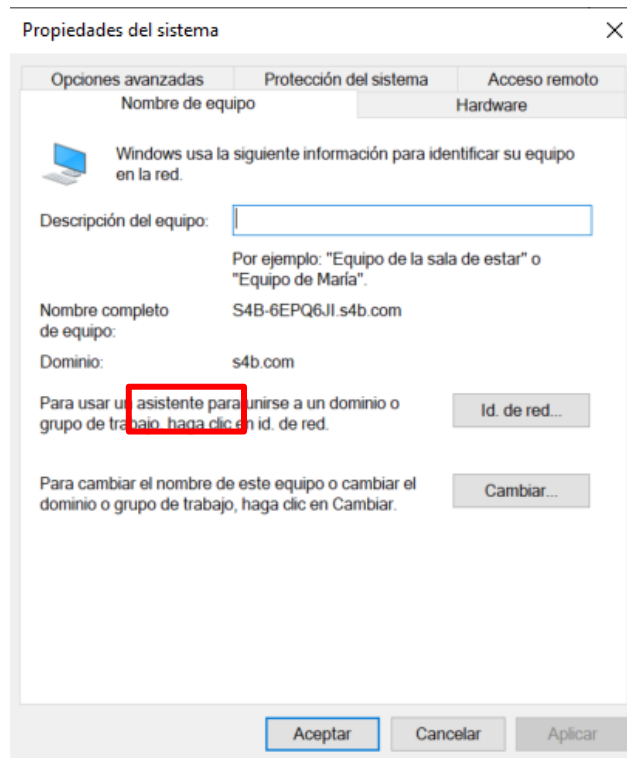 Propiedades del sistema
Opciones avanzadas Protección del sistema Acceso remoto
Nombre de equipo Hardware
Windows usa la siguiente información para identificar su equipo
en la red.
Descripción del equipo:
Por ejemplo: "Equipo de la sala de estar" o
"Equipo de María".
Nombre completo S4B-6EPQ6JI.s4b.com
de equipo:
Dominio: s4b.com
Para usar un asistente para unirse a un dominio o
grupo de trabajo, haga clic en id. de red.
Id. de red...
Para cambiar el nombre de este equipo o cambiar el
dominio o grupo de trabajo, haga clic en Cambiar.
Cambiar...
Aceptar Cancelar Aplicar